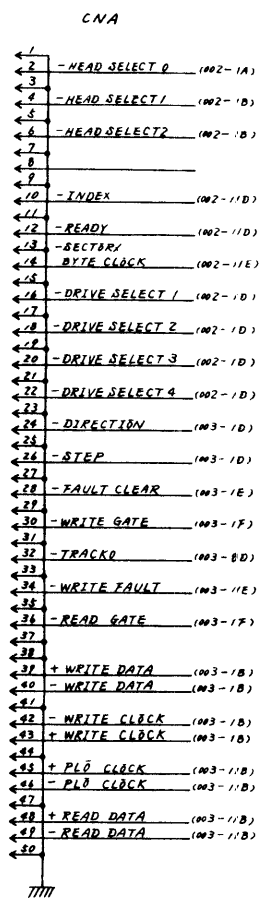 CNA
1
2 -HEAD SELECT 0 (002-1A)
3
4 -HEAD SELECT 1 (002-1B)
5
6 -HEAD SELECT 2 (002-1B)
7
8
9
10 -INDEX (002-11D)
11
12 -READY (002-11D)
13 -SECTOR/
14 BYTE CLOCK (002-11E)
15
16 -DRIVE SELECT 1 (002-1D)
17
18 -DRIVE SELECT 2 (002-1D)
19
20 -DRIVE SELECT 3 (002-1D)
21
22 -DRIVE SELECT 4 (002-1D)
23
24 -DIRECTION (003-1D)
25
26 -STEP (003-1D)
27
28 -FAULT CLEAR (003-1E)
29
30 -WRITE GATE (003-1F)
31
32 -TRACK0 (003-8D)
33
34 -WRITE FAULT (003-11E)
35
36 -READ GATE (003-1F)
37
38
39 + WRITE DATA (003-1B)
40 - WRITE DATA (003-1B)
41
42 - WRITE CLOCK (003-1B)
43 + WRITE CLOCK (003-1B)
44
45 + PLO CLOCK (003-11B)
46 - PLO CLOCK (003-11B)
47
48 + READ DATA (003-11B)
49 - READ DATA (003-11B)
50